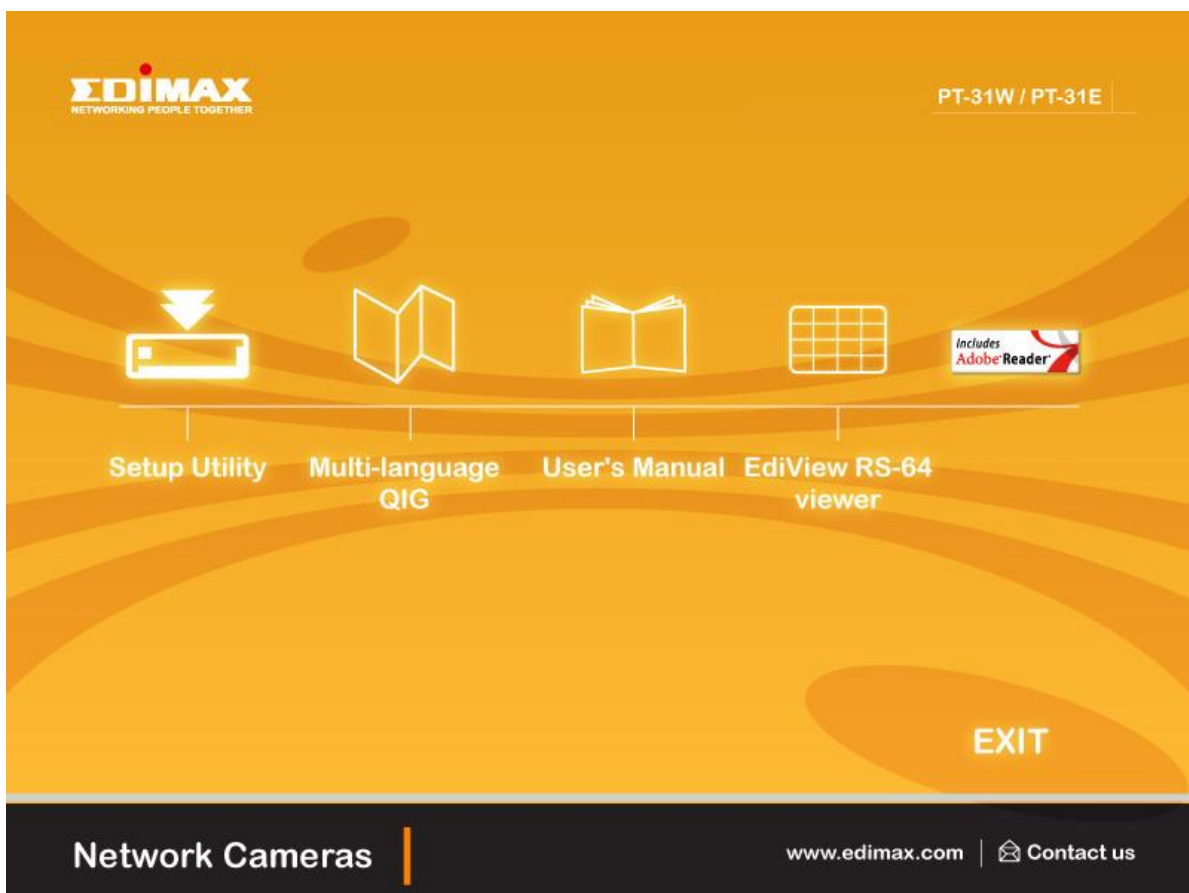 EDIMAX
NETWORKING PEOPLE TOGETHER
PT-31W / PT-31E
Includes
Adobe® Reader®
Setup Utility
Multi-language
QIG
User's Manual
EdiView RS-64
viewer
EXIT
Network Cameras
www.edimax.com
Contact us